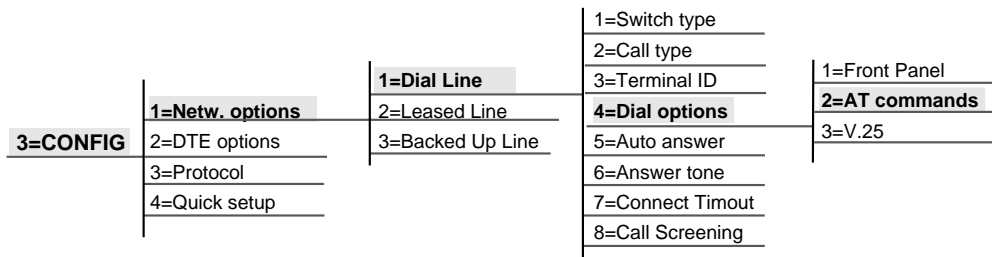 3=CONFIG
1=Netw. options
2=DTE options
3=Protocol
4=Quick setup
1=Dial Line
2=Leased Line
3=Backed Up Line
1=Switch type
2=Call type
3=Terminal ID
4=Dial options
5=Auto answer
6=Answer tone
7=Connect Timout
8=Call Screening
1=Front Panel
2=AT commands
3=V.25